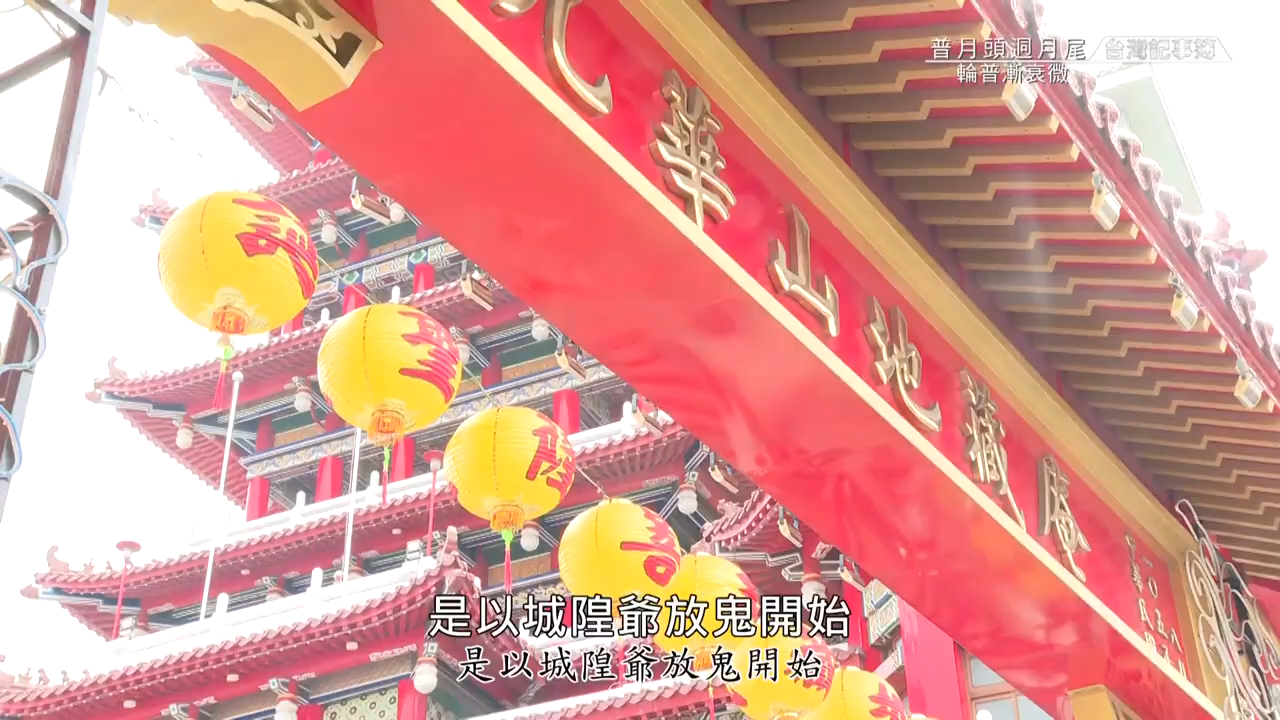 普月頭迵月尾
輪普漸衰微
台灣記事簿
九華山地藏庵
是以城隍爺放鬼開始
是以城隍爺放鬼開始